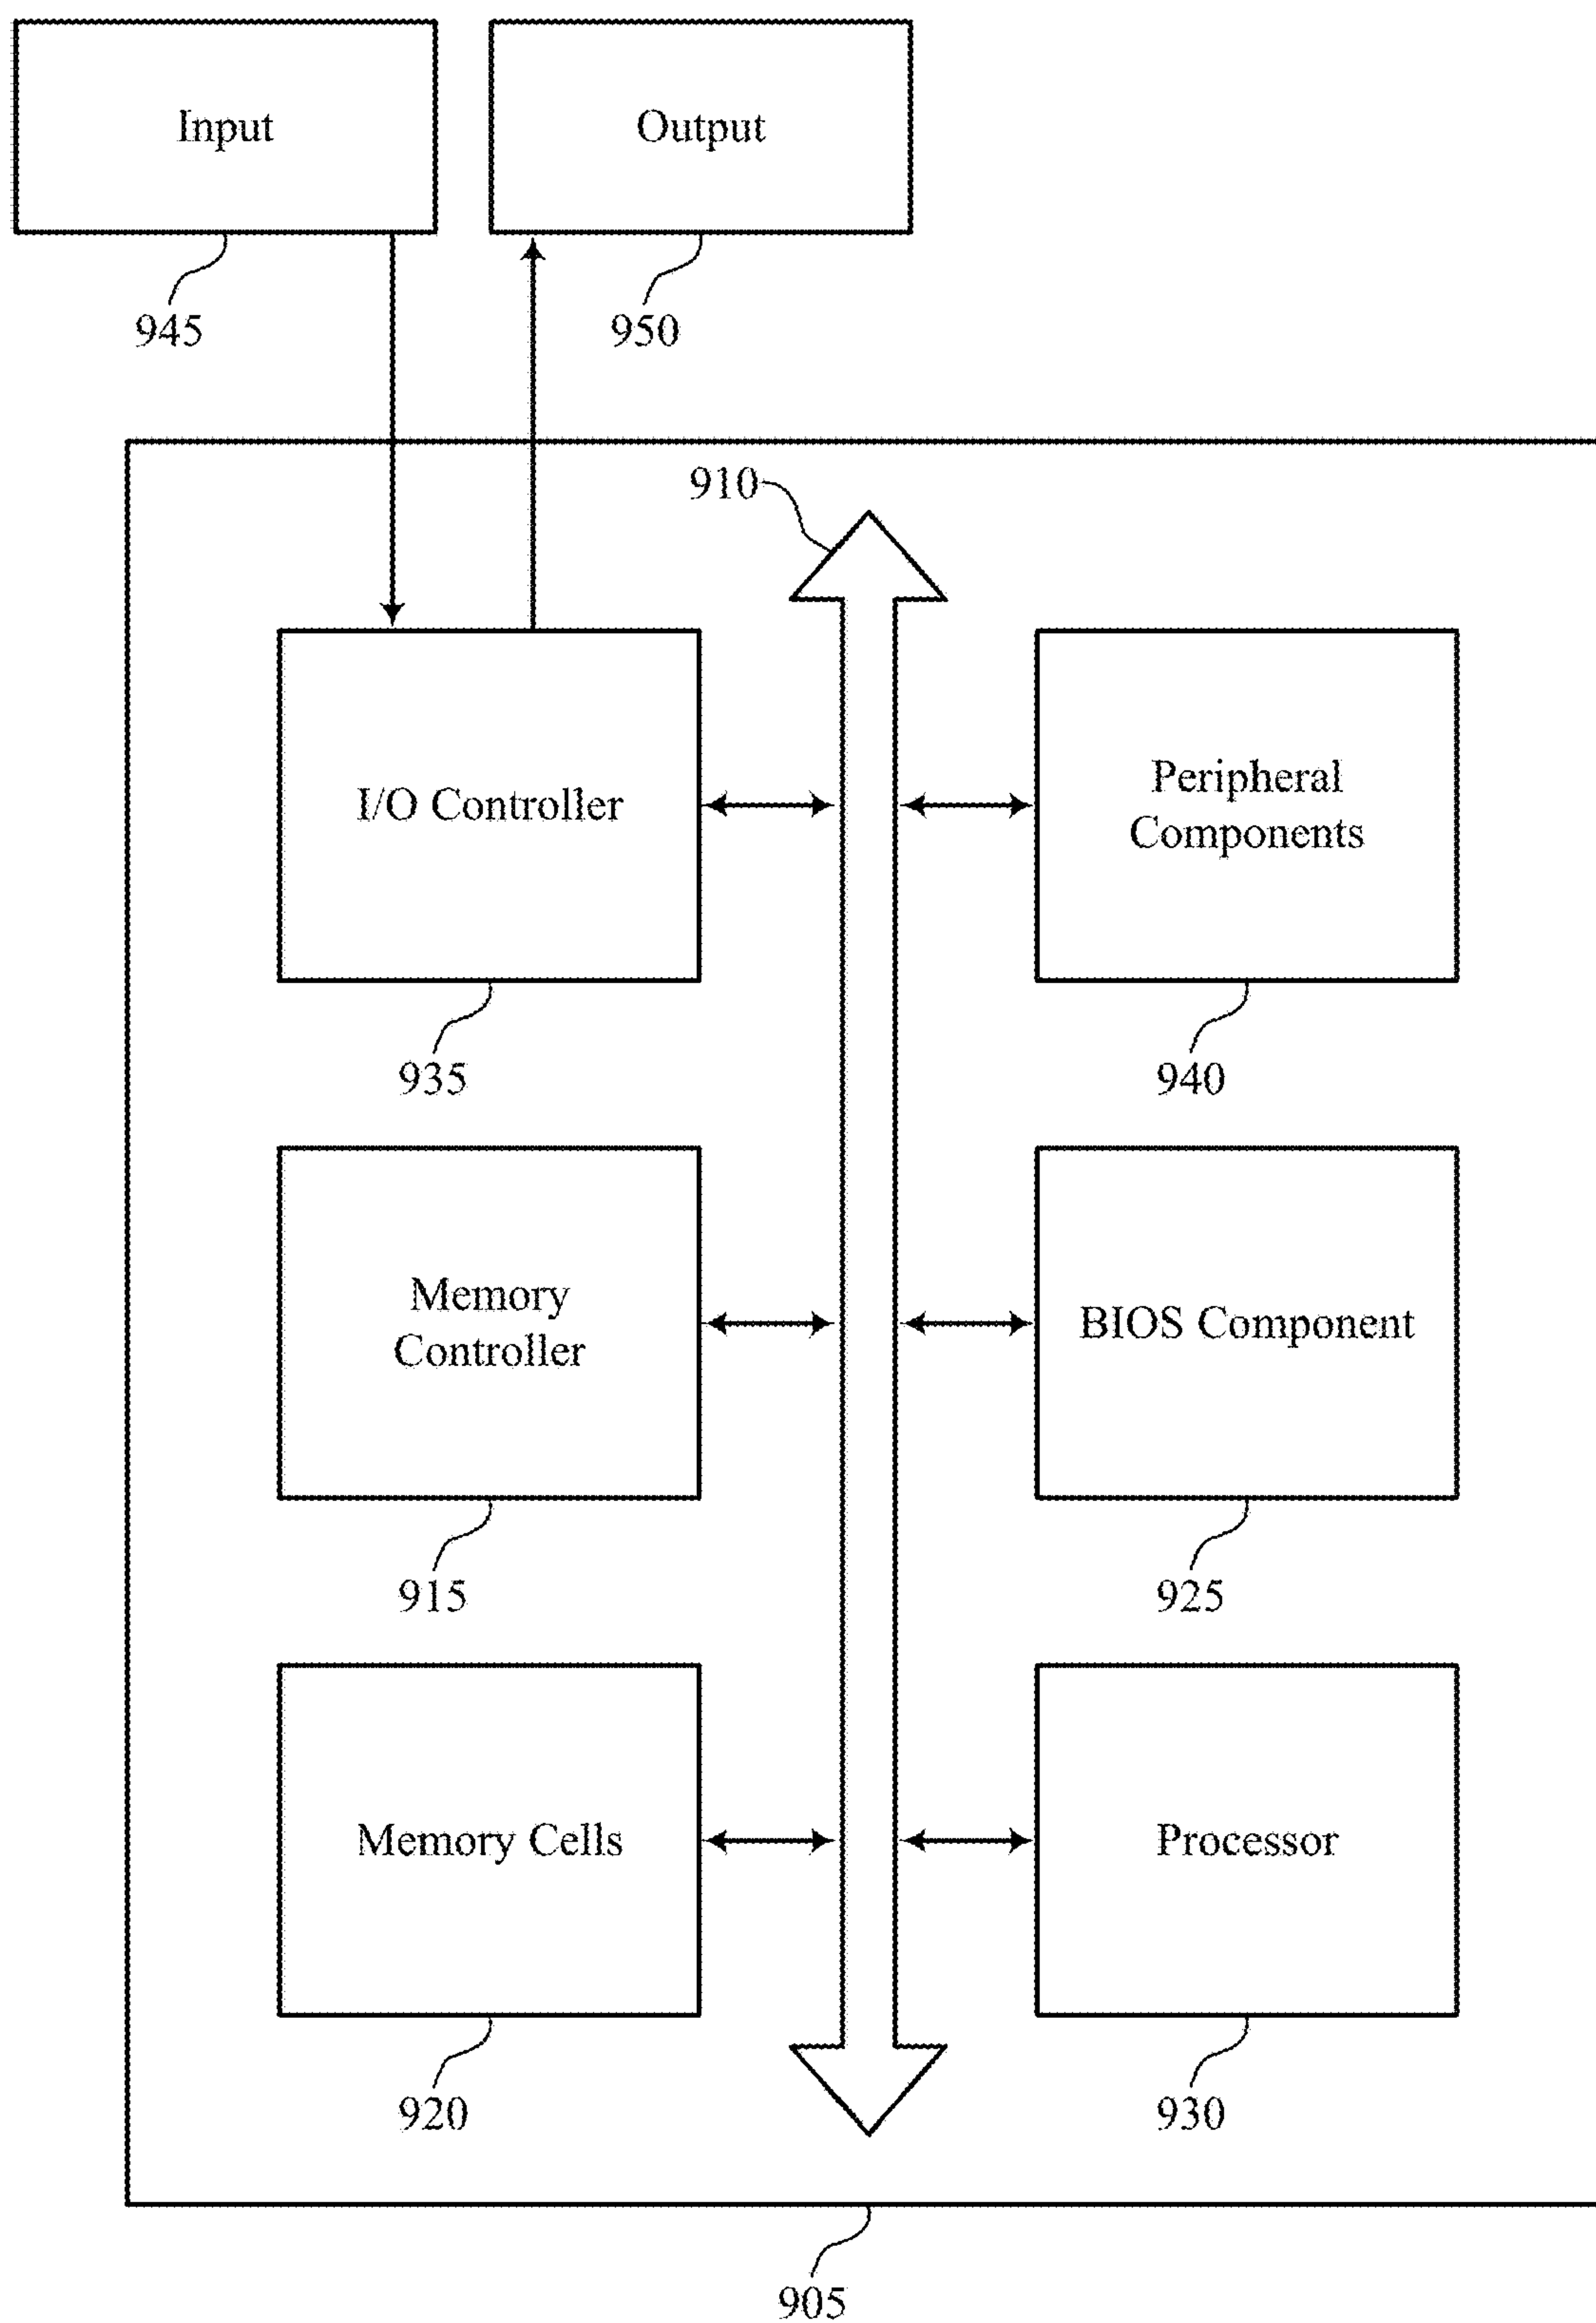 Input
Output
945
950
910
I/O Controller
Peripheral
Components
935
940
Memory
Controller
BIOS Component
915
925
Memory Cells
Processor
920
930
905